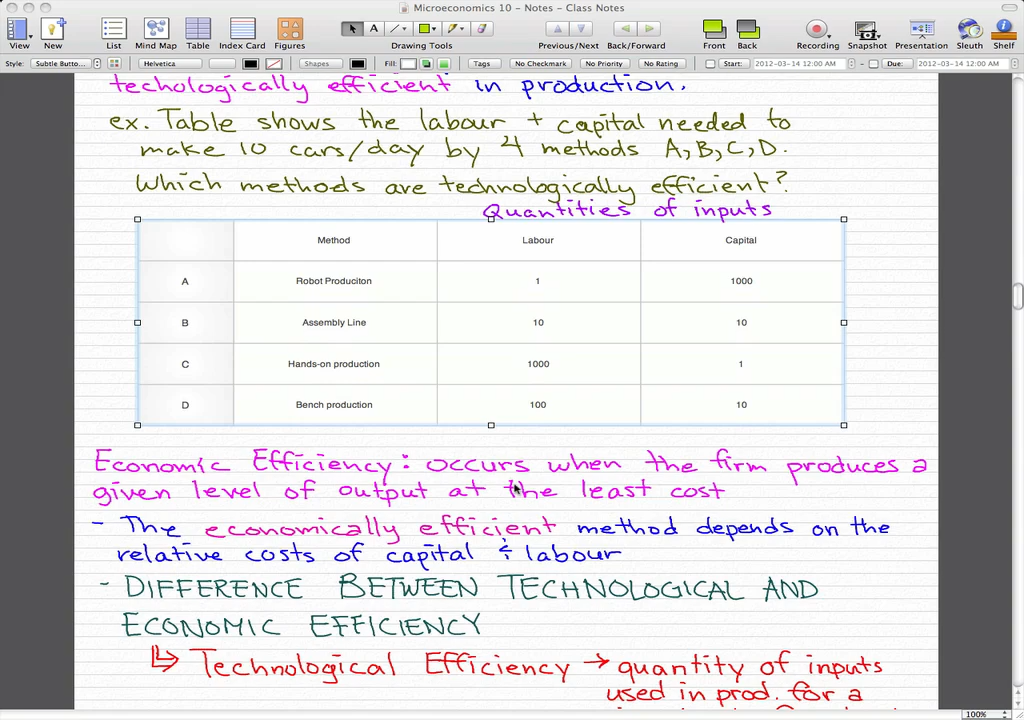 Microeconomics 10 - Notes - Class Notes
View New List Mind Map Table Index Card Figures Drawing Tools Previous/Next Back/Forward Front Back Recording Snapshot Presentation Sleuth Shelf
Style: Subtle Butto... Helvetica Shapes Fill: Tags No Checkmark No Priority No Rating Start: 2012-03-14 12:00 AM Due: 2012-03-14 12:00 AM
techologically efficient in production.
ex. Table shows the labour + capital needed to
make 10 cars/day by 4 methods A, B, C, D.
Which methods are technologically efficient?
Quantities of inputs
Method Labour Capital
A Robot Produciton 1 1000
B Assembly Line 10 10
C Hands-on production 1000 1
D Bench production 100 10
Economic Efficiency: occurs when the firm produces a
given level of output at the least cost
- The economically efficient method depends on the
relative costs of capital & labour
- DIFFERENCE BETWEEN TECHNOLOGICAL AND
ECONOMIC EFFICIENCY
↳ Technological Efficiency → quantity of inputs
used in prod. for a
100%